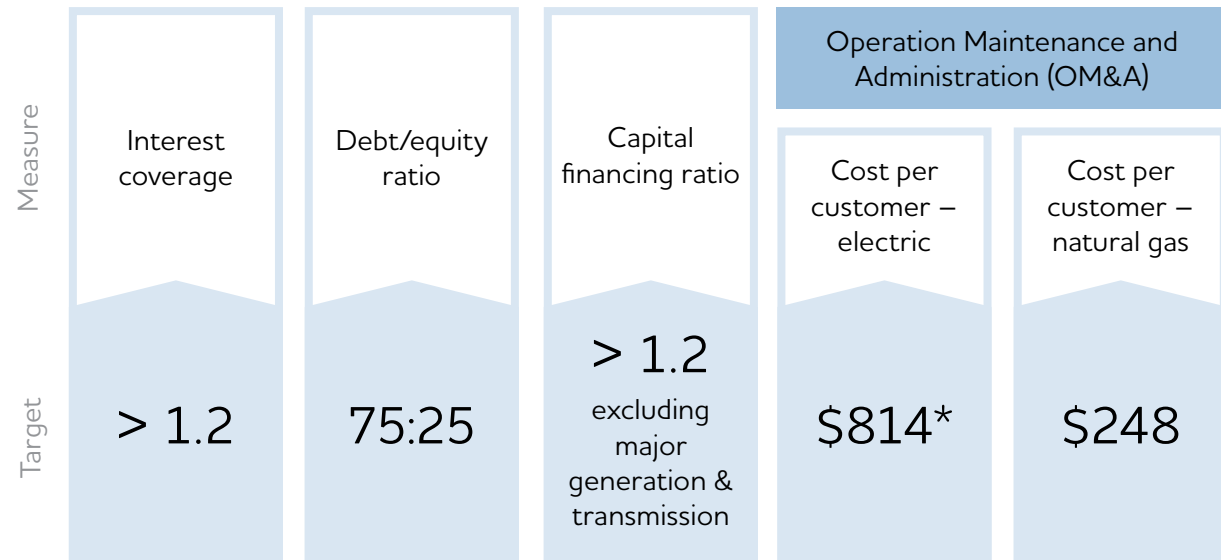 Measure
Interest
coverage
Debt/equity
ratio
Capital
financing ratio
Operation Maintenance and
Administration (OM&A)
Cost per
customer –
electric
Cost per
customer –
natural gas
Target
> 1.2
75:25
> 1.2
excluding
major
generation &
transmission
$814*
$248